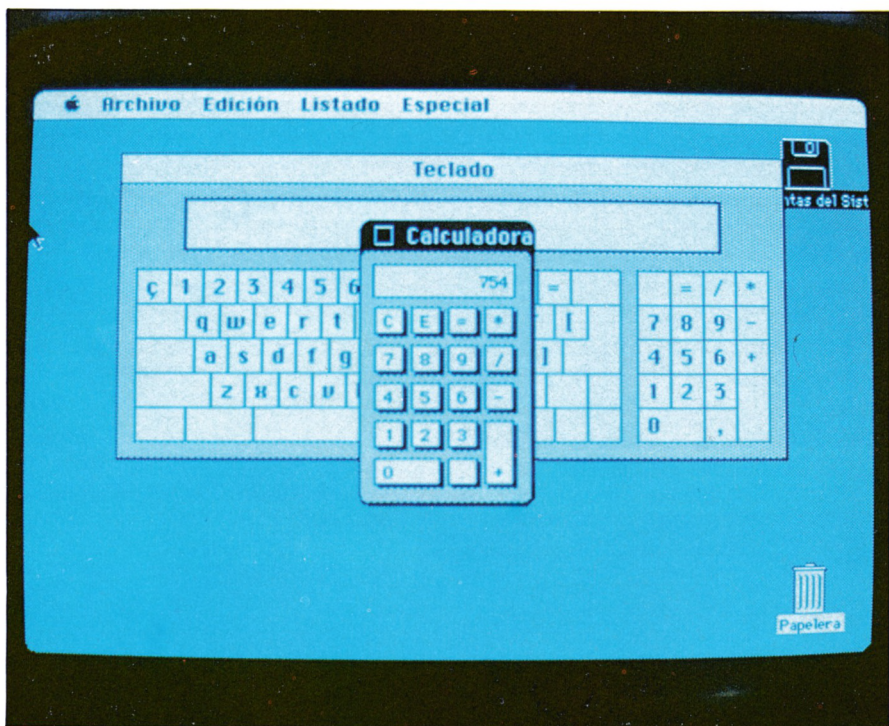 Archivo Edición Listado Especial
Teclado
ntas del Sist
Calculadora
754
ç 1 2 3 4 5 6 =
= / *
q w e r t [
7 8 9 -
a s d f g ]
4 5 6 +
z x c v
1 2 3
0 ,
C E = *
7 8 9 /
4 5 6 -
1 2 3
0 . +
Papelera